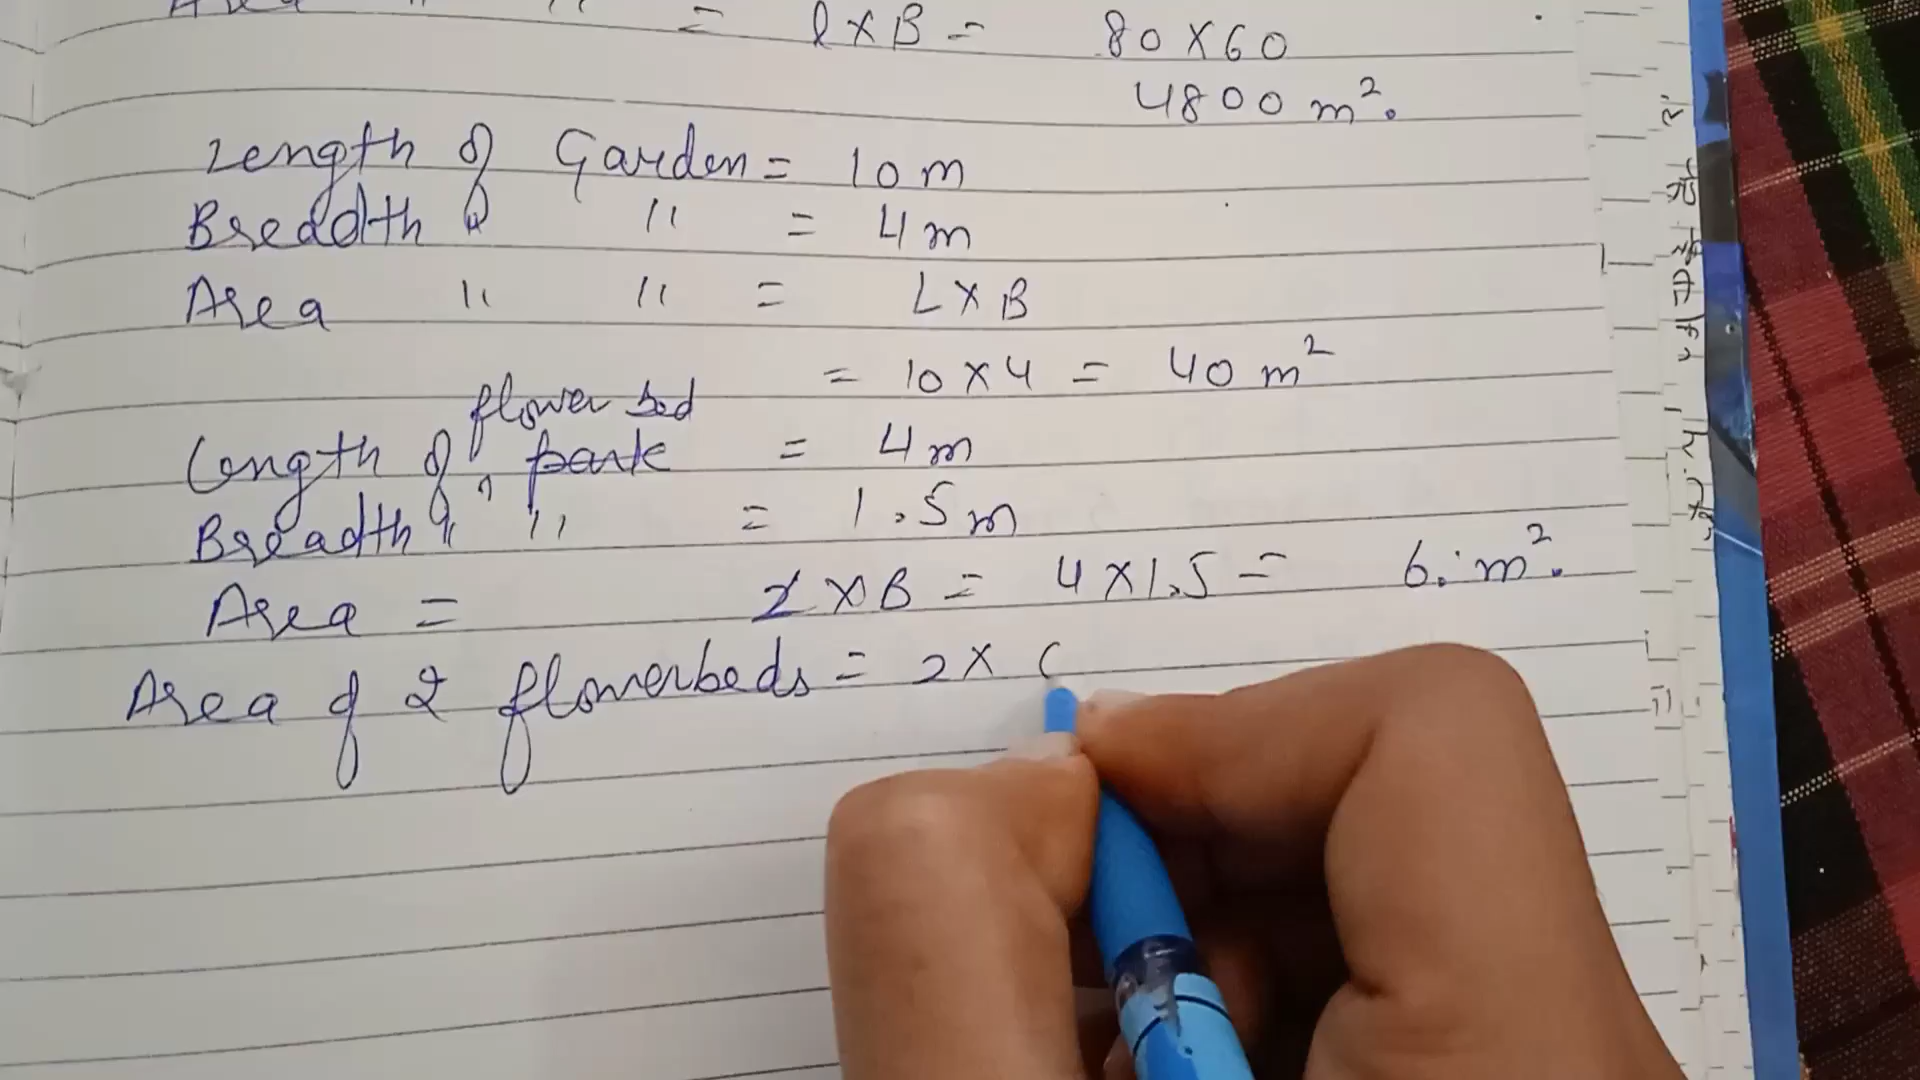 = l × B = 80 × 60
4800 m².
Length of Garden = 10 m
Breadth " = 4 m
Area " " = L × B
= 10 × 4 = 40 m²
flower bed
Length of park = 4 m
Breadth " " = 1.5 m
Area = L × B = 4 × 1.5 = 6. m².
Area of 2 flowerbeds = 2 ×